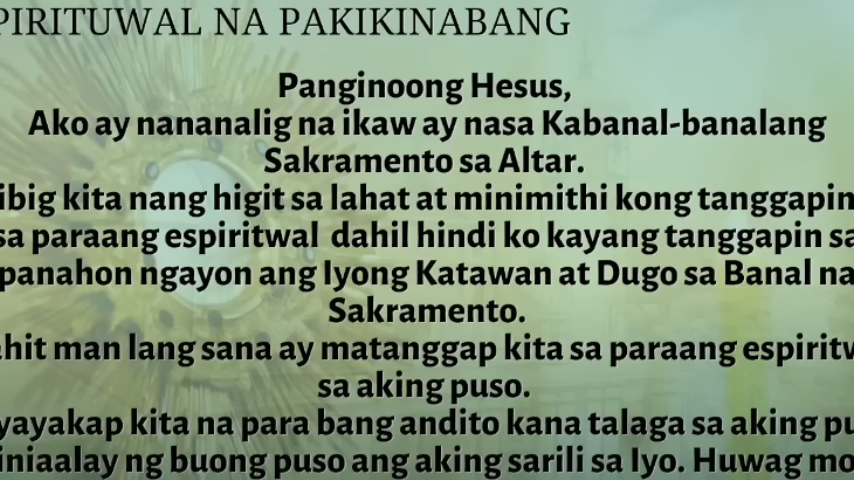 PIRITUWAL NA PAKIKINABANG
Panginoong Hesus,
Ako ay nananalig na ikaw ay nasa Kabanal-banalang
Sakramento sa Altar.
ibig kita nang higit sa lahat at minimithi kong tanggapin
sa paraang espiritwal dahil hindi ko kayang tanggapin sa
panahon ngayon ang Iyong Katawan at Dugo sa Banal na
Sakramento.
ahit man lang sana ay matanggap kita sa paraang espiritw
sa aking puso.
yayakap kita na para bang andito kana talaga sa aking pu
iniaalay ng buong puso ang aking sarili sa Iyo. Huwag mo